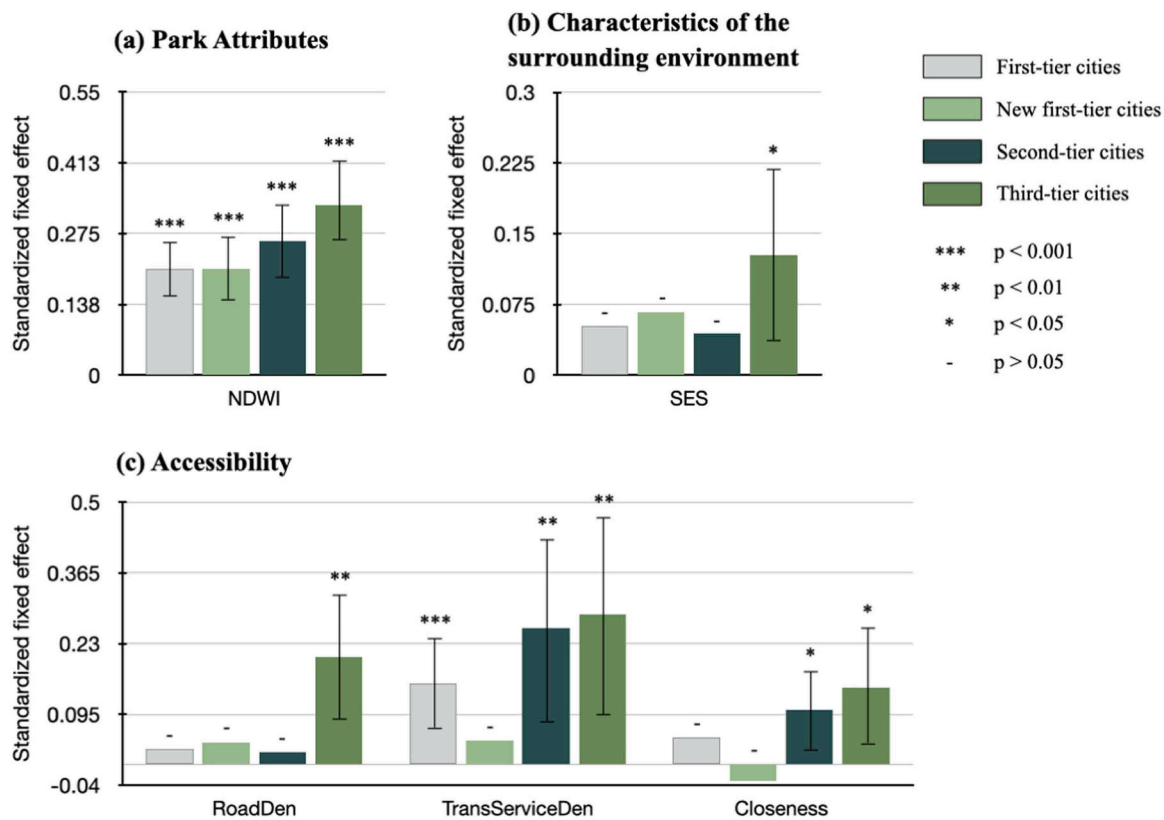 (a) Park Attributes
Standardized fixed effect
0.55
0.413
0.275
0.138
0
***
***
***
***
NDWI
(b) Characteristics of the
surrounding environment
Standardized fixed effect
0.3
0.225
0.15
0.075
0
-
-
-
*
SES
First-tier cities
New first-tier cities
Second-tier cities
Third-tier cities
*** p < 0.001
** p < 0.01
* p < 0.05
- p > 0.05
(c) Accessibility
Standardized fixed effect
0.5
0.365
0.23
0.095
-0.04
-
-
-
**
***
-
**
**
-
-
*
*
RoadDen
TransServiceDen
Closeness